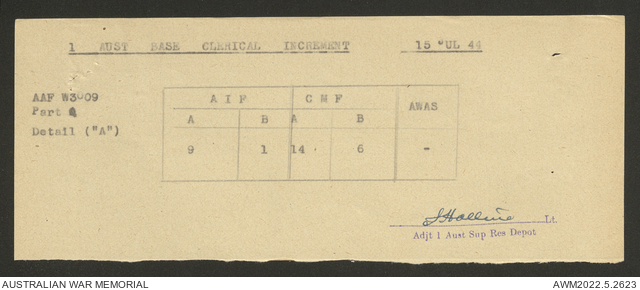 1 AUST BASE CLERICAL INCREMENT 15 JUL 44
AAF W3009
Part
Detail ("A")
A I F C M F AWAS
A B A B
9 1 14 6 -
Lt.
Adjt 1 Aust Sup Res Depot
AUSTRALIAN WAR MEMORIAL AWM2022.5.2623